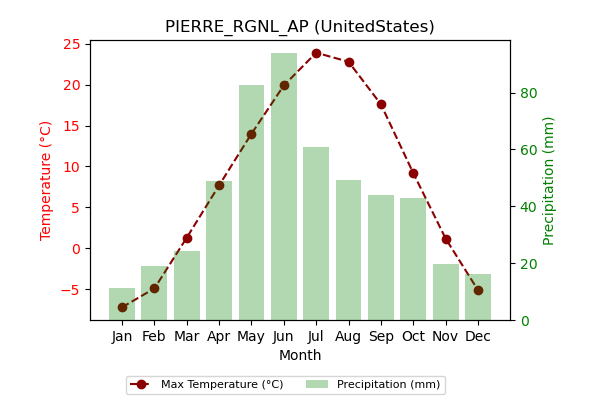 PIERRE_RGNL_AP (UnitedStates)
25
20
15
10
5
0
−5
Temperature (°C)
80
60
40
20
0
Precipitation (mm)
Jan Feb Mar Apr May Jun Jul Aug Sep Oct Nov Dec
Month
Max Temperature (°C) Precipitation (mm)